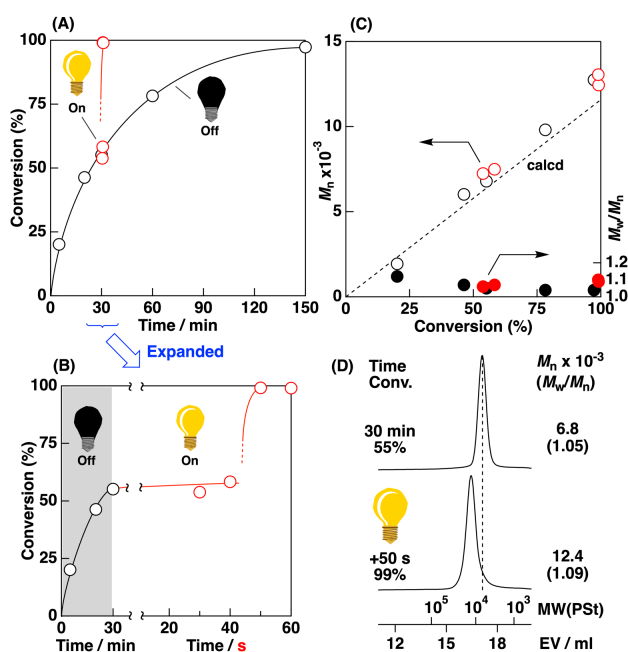 (A)
100
75
50
25
0
Conversion (%)
On
Off
0 30 60 90 120 150
Time / min
Expanded
(B)
100
75
50
25
0
Conversion (%)
Off
On
0 10 20 30 20 40 60
Time / min Time / s
(C)
15
10
5
0
Mn x10-3
calcd
1.2
1.1
1.0
Mw/Mn
0 25 50 75 100
Conversion (%)
(D)
Time
Conv.
Mn x 10-3
(Mw/Mn)
30 min
55%
6.8
(1.05)
+50 s
99%
12.4
(1.09)
10⁵ 10⁴ 10³
MW(PSt)
12 15 17 20
EV / ml